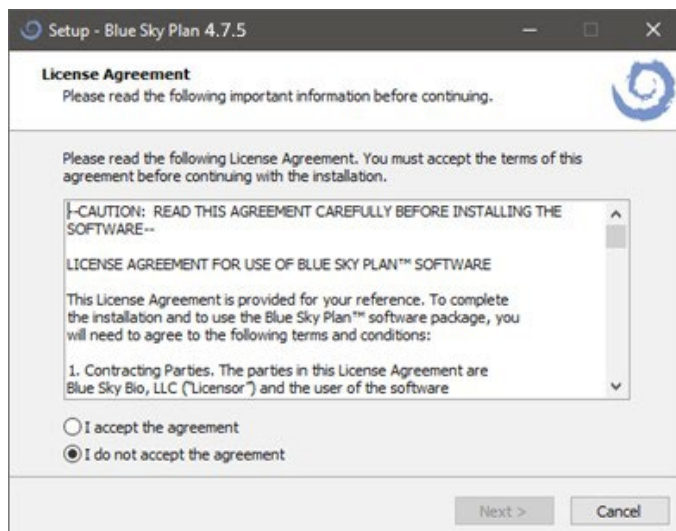 Setup - Blue Sky Plan 4.7.5
License Agreement
Please read the following important information before continuing.
Please read the following License Agreement. You must accept the terms of this
agreement before continuing with the installation.
--CAUTION: READ THIS AGREEMENT CAREFULLY BEFORE INSTALLING THE
SOFTWARE--
LICENSE AGREEMENT FOR USE OF BLUE SKY PLAN™ SOFTWARE
This License Agreement is provided for your reference. To complete
the installation and to use the Blue Sky Plan™ software package, you
will need to agree to the following terms and conditions:
1. Contracting Parties. The parties in this License Agreement are
Blue Sky Bio, LLC ("Licensor") and the user of the software
I accept the agreement
I do not accept the agreement
Next >
Cancel